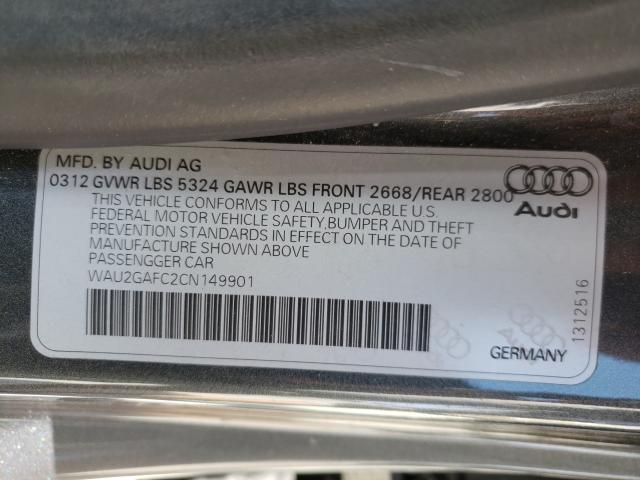 MFD. BY AUDI AG
0312 GVWR LBS 5324 GAWR LBS FRONT 2668/REAR 2800
THIS VEHICLE CONFORMS TO ALL APPLICABLE U.S.
FEDERAL MOTOR VEHICLE SAFETY,BUMPER AND THEFT
PREVENTION STANDARDS IN EFFECT ON THE DATE OF
MANUFACTURE SHOWN ABOVE
PASSENGGER CAR
WAU2GAFC2CN149901
Audi
1312516
GERMANY